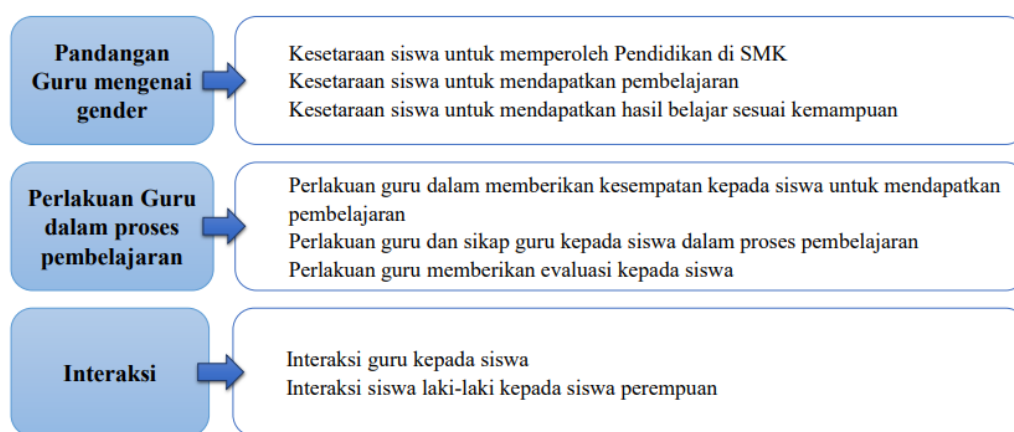 Pandangan
Guru mengenai
gender
Kesetaraan siswa untuk memperoleh Pendidikan di SMK
Kesetaraan siswa untuk mendapatkan pembelajaran
Kesetaraan siswa untuk mendapatkan hasil belajar sesuai kemampuan
Perlakuan Guru
dalam proses
pembelajaran
Perlakuan guru dalam memberikan kesempatan kepada siswa untuk mendapatkan
pembelajaran
Perlakuan guru dan sikap guru kepada siswa dalam proses pembelajaran
Perlakuan guru memberikan evaluasi kepada siswa
Interaksi
Interaksi guru kepada siswa
Interaksi siswa laki-laki kepada siswa perempuan